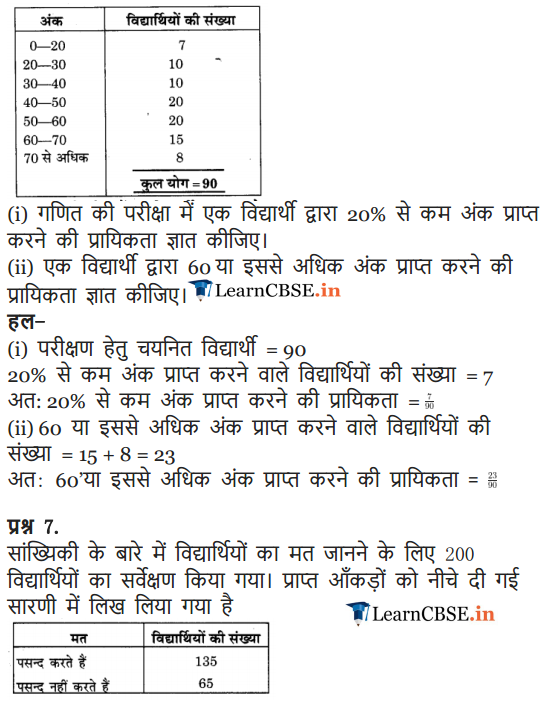 अंक विद्यार्थियों की संख्या
0—20 7
20—30 10
30—40 10
40—50 20
50—60 20
60—70 15
70 से अधिक 8
कुल योग = 90
(i) गणित की परीक्षा में एक विद्यार्थी द्वारा 20% से कम अंक प्राप्त
करने की प्रायिकता ज्ञात कीजिए।
(ii) एक विद्यार्थी द्वारा 60 या इससे अधिक अंक प्राप्त करने की
प्रायिकता ज्ञात कीजिए। LearnCBSE.in
हल–
(i) परीक्षण हेतु चयनित विद्यार्थी = 90
20% से कम अंक प्राप्त करने वाले विद्यार्थियों की संख्या = 7
अत: 20% से कम अंक प्राप्त करने की प्रायिकता = 7/90
(ii) 60 या इससे अधिक अंक प्राप्त करने वाले विद्यार्थियों की
संख्या = 15 + 8 = 23
अत: 60’या इससे अधिक अंक प्राप्त करने की प्रायिकता = 23/90
प्रश्न 7.
सांख्यिकी के बारे में विद्यार्थियों का मत जानने के लिए 200
विद्यार्थियों का सर्वेक्षण किया गया। प्राप्त आँकड़ों को नीचे दी गई
सारणी में लिख लिया गया है
LearnCBSE.in
मत विद्यार्थियों की संख्या
पसन्द करते हैं 135
पसन्द नहीं करते हैं 65